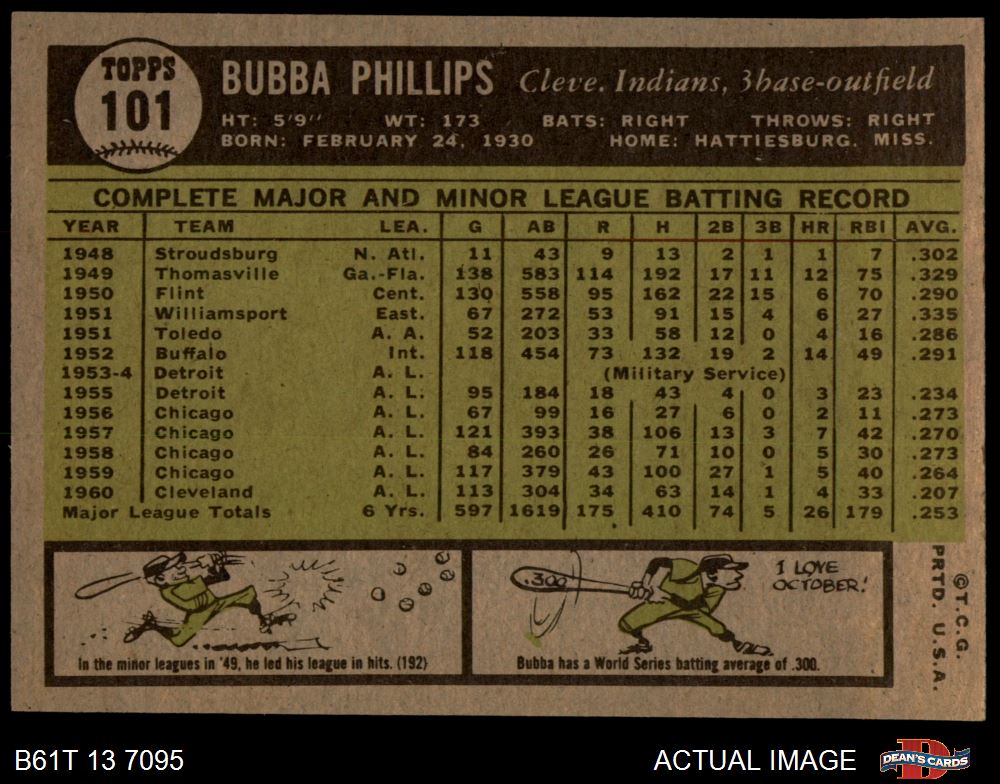 TOPPS
101
BUBBA PHILLIPS Cleve. Indians, 3base-outfield
HT: 5'9" WT: 173 BATS: RIGHT THROWS: RIGHT
BORN: FEBRUARY 24, 1930 HOME: HATTIESBURG, MISS.
COMPLETE MAJOR AND MINOR LEAGUE BATTING RECORD
YEAR TEAM LEA. G AB R H 2B 3B HR RBI AVG.
1948 Stroudsburg N. Atl. 11 43 9 13 2 1 1 7 .302
1949 Thomasville Ga.-Fla. 138 583 114 192 17 11 12 75 .329
1950 Flint Cent. 130 558 95 162 22 15 6 70 .290
1951 Williamsport East. 67 272 53 91 15 4 6 27 .335
1951 Toledo A. A. 52 203 33 58 12 0 4 16 .286
1952 Buffalo Int. 118 454 73 132 19 2 14 49 .291
1953-4 Detroit A. L. (Military Service)
1955 Detroit A. L. 95 184 18 43 4 0 3 23 .234
1956 Chicago A. L. 67 99 16 27 6 0 2 11 .273
1957 Chicago A. L. 121 393 38 106 13 3 7 42 .270
1958 Chicago A. L. 84 260 26 71 10 0 5 30 .273
1959 Chicago A. L. 117 379 43 100 27 1 5 40 .264
1960 Cleveland A. L. 113 304 34 63 14 1 4 33 .207
Major League Totals 6 Yrs. 597 1619 175 410 74 5 26 179 .253
In the minor leagues in '49, he led his league in hits. (192)
.300
I LOVE
OCTOBER!
Bubba has a World Series batting average of .300.
©T.C.G.
PRTD. U.S.A.
B61T 13 7095
ACTUAL IMAGE
D
DEAN'S CARDS